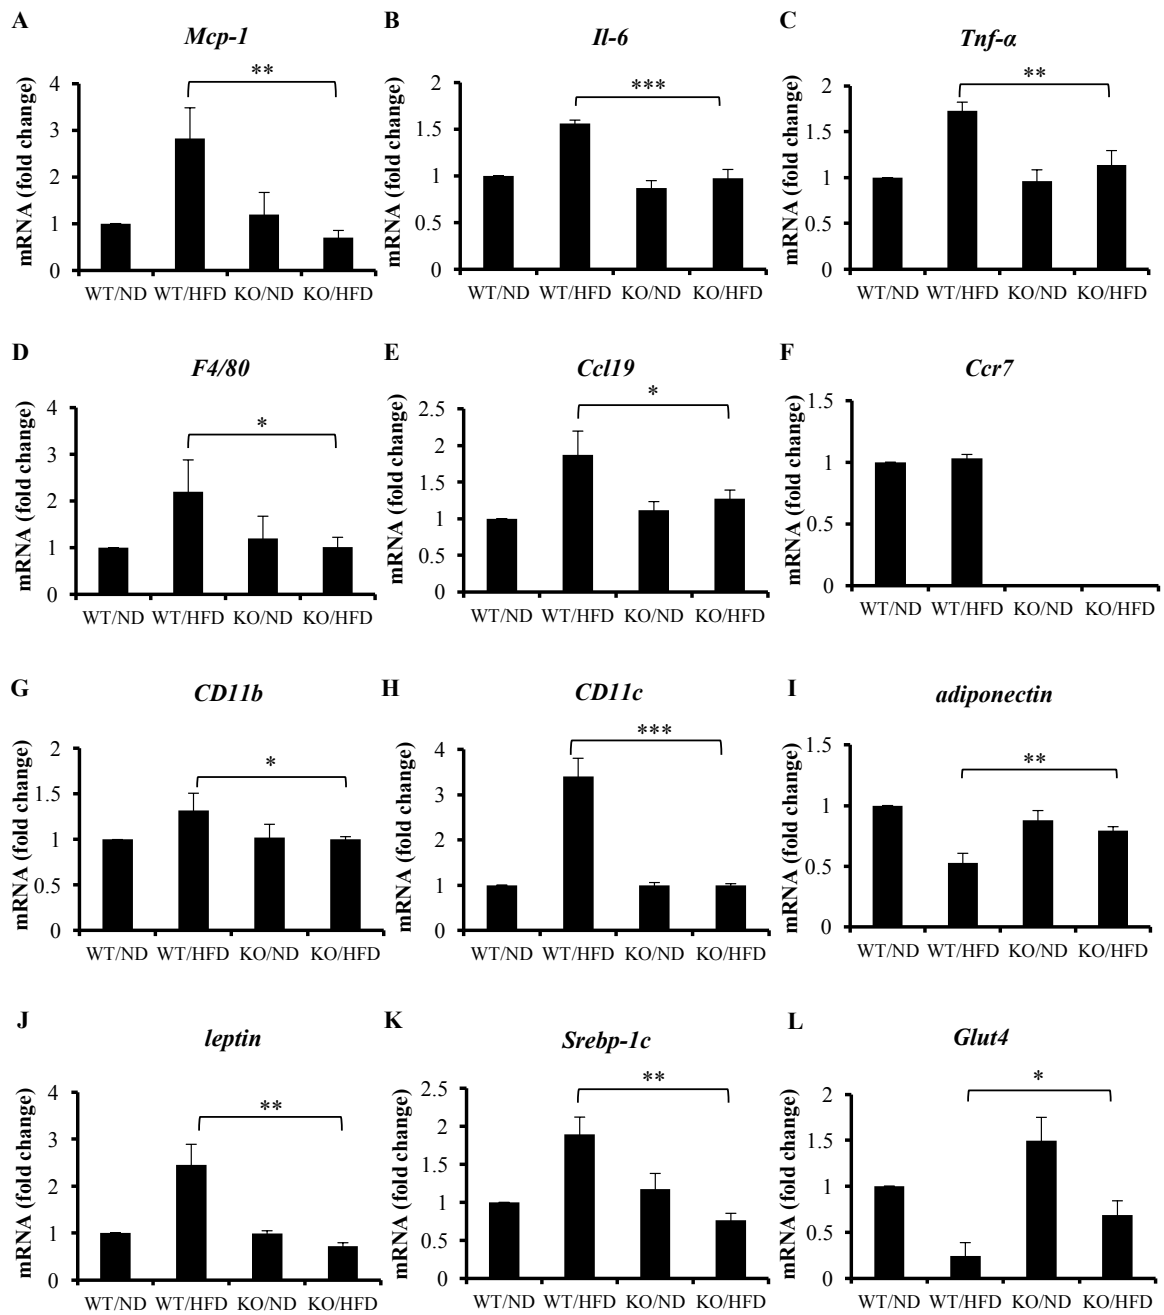 A
Mcp-1
mRNA (fold change)
4
3
2
1
0
**
WT/ND WT/HFD KO/ND KO/HFD
B
Il-6
mRNA (fold change)
2
1.5
1
0.5
0
***
WT/ND WT/HFD KO/ND KO/HFD
C
Tnf-α
mRNA (fold change)
2
1.5
1
0.5
0
**
WT/ND WT/HFD KO/ND KO/HFD
D
F4/80
mRNA (fold change)
4
3
2
1
0
*
WT/ND WT/HFD KO/ND KO/HFD
E
Ccl19
mRNA (fold change)
2.5
2
1.5
1
0.5
0
*
WT/ND WT/HFD KO/ND KO/HFD
F
Ccr7
mRNA (fold change)
1.5
1
0.5
0
WT/ND WT/HFD KO/ND KO/HFD
G
CD11b
mRNA (fold change)
2
1.5
1
0.5
0
*
WT/ND WT/HFD KO/ND KO/HFD
H
CD11c
mRNA (fold change)
4
3
2
1
0
***
WT/ND WT/HFD KO/ND KO/HFD
I
adiponectin
mRNA (fold change)
1.5
1
0.5
0
**
WT/ND WT/HFD KO/ND KO/HFD
J
leptin
mRNA (fold change)
4
3
2
1
0
**
WT/ND WT/HFD KO/ND KO/HFD
K
Srebp-1c
mRNA (fold change)
2.5
2
1.5
1
0.5
0
**
WT/ND WT/HFD KO/ND KO/HFD
L
Glut4
mRNA (fold change)
2
1.5
1
0.5
0
*
WT/ND WT/HFD KO/ND KO/HFD